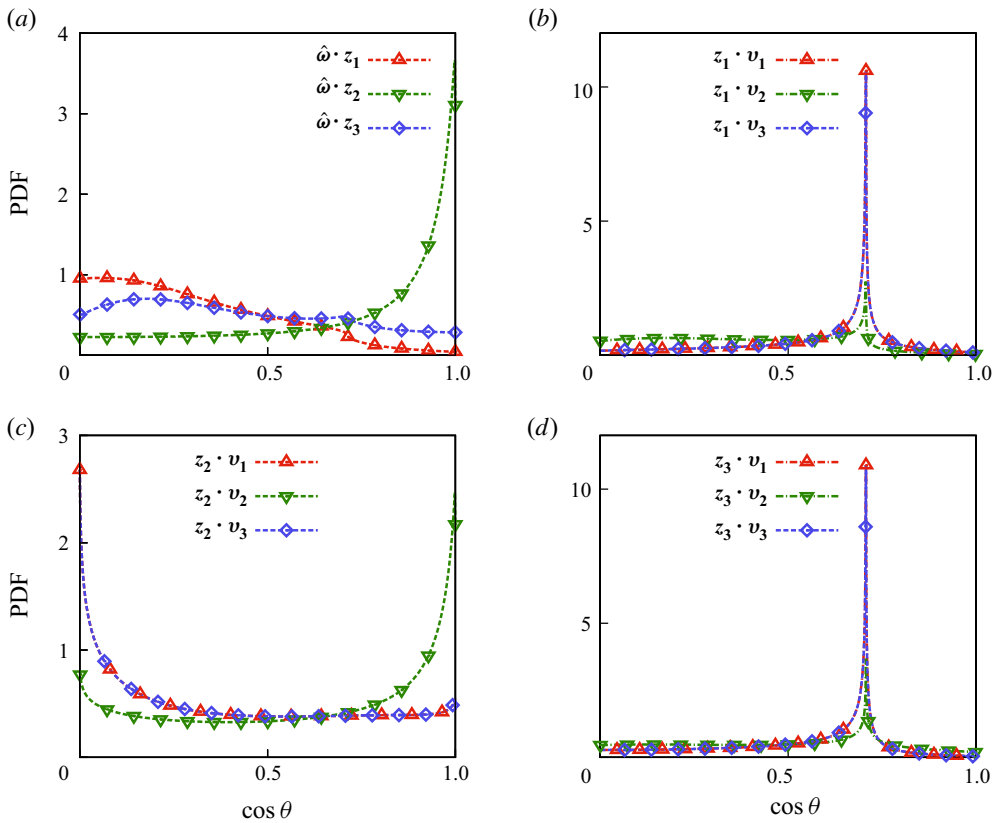 (a)
4
3
2
1
0
0.5
1.0
PDF
ω̂ · z₁
ω̂ · z₂
ω̂ · z₃
(b)
10
5
0
0.5
1.0
z₁ · υ₁
z₁ · υ₂
z₁ · υ₃
(c)
3
2
1
0
0.5
1.0
PDF
cos θ
z₂ · υ₁
z₂ · υ₂
z₂ · υ₃
(d)
10
5
0
0.5
1.0
cos θ
z₃ · υ₁
z₃ · υ₂
z₃ · υ₃